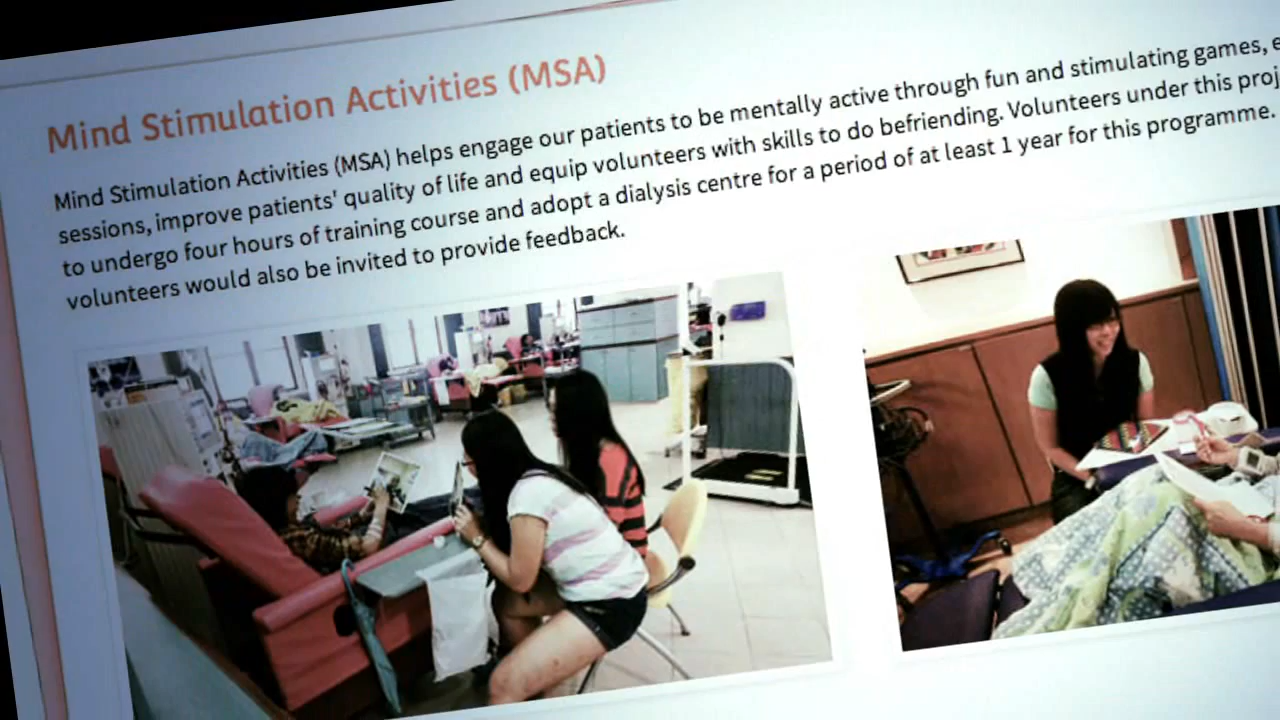 Mind Stimulation Activities (MSA)
Mind Stimulation Activities (MSA) helps engage our patients to be mentally active through fun and stimulating games,
sessions, improve patients' quality of life and equip volunteers with skills to do befriending. Volunteers under this
to undergo four hours of training course and adopt a dialysis centre for a period of at least 1 year for this programme.
volunteers would also be invited to provide feedback.